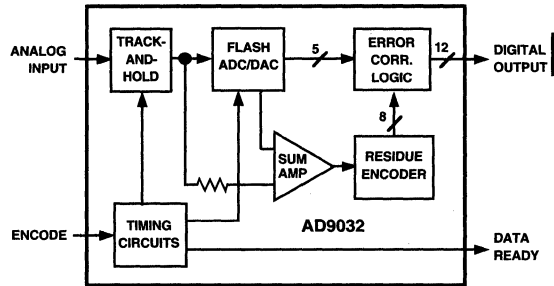 ANALOG
INPUT
TRACK-
AND-
HOLD
FLASH
ADC/DAC
5
ERROR
CORR.
LOGIC
12
DIGITAL
OUTPUT
8
SUM
AMP
RESIDUE
ENCODER
ENCODE
TIMING
CIRCUITS
AD9032
DATA
READY